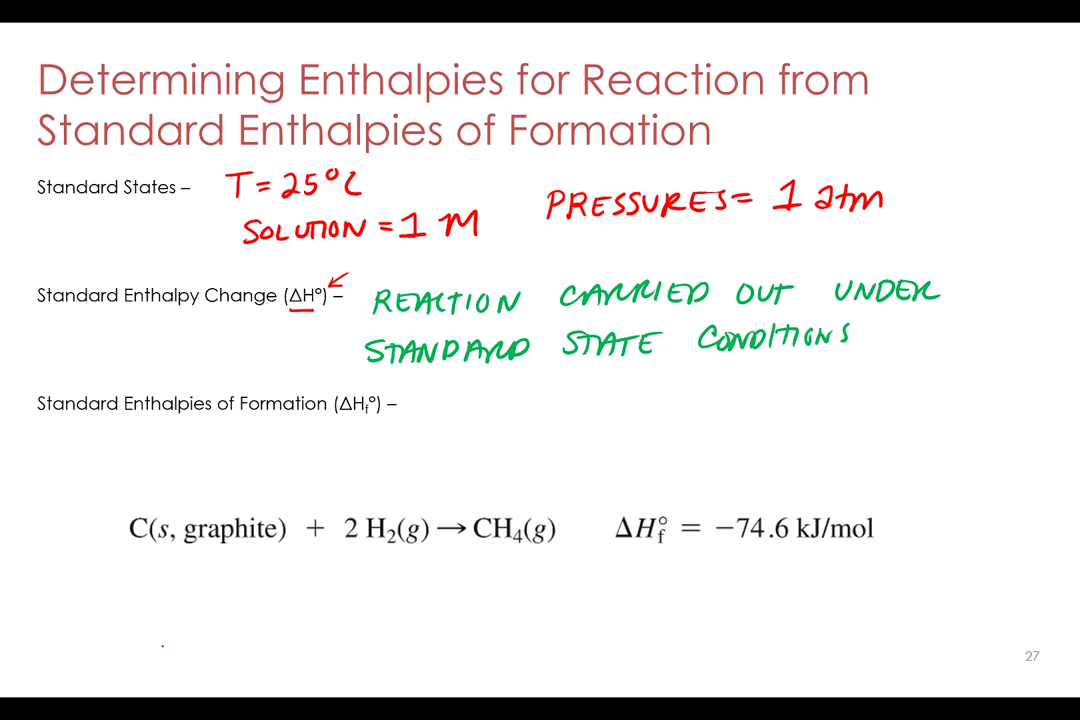 Determining Enthalpies for Reaction from
Standard Enthalpies of Formation
Standard States – T = 25°C PRESSURES = 1 atm
SOLUTION = 1 M
Standard Enthalpy Change (ΔH°) – REACTION CARRIED OUT UNDER
STANDARD STATE CONDITIONS
Standard Enthalpies of Formation (ΔHf°) –
C(s, graphite) + 2 H₂(g) → CH₄(g) ΔH°f = −74.6 kJ/mol
27